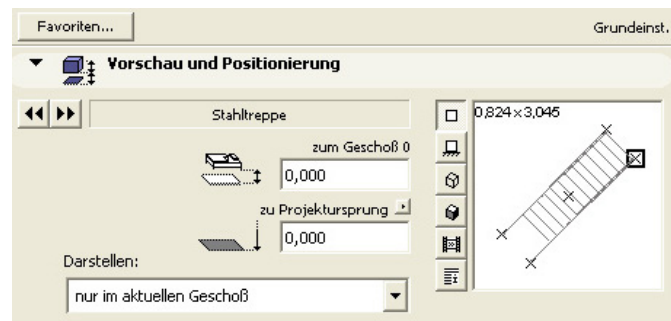 Favoriten...
Grundeinst.
Vorschau und Positionierung
Stahltreppe
0,824×3,045
zum Geschoß 0
0,000
zu Projektursprung
0,000
Darstellen:
nur im aktuellen Geschoß